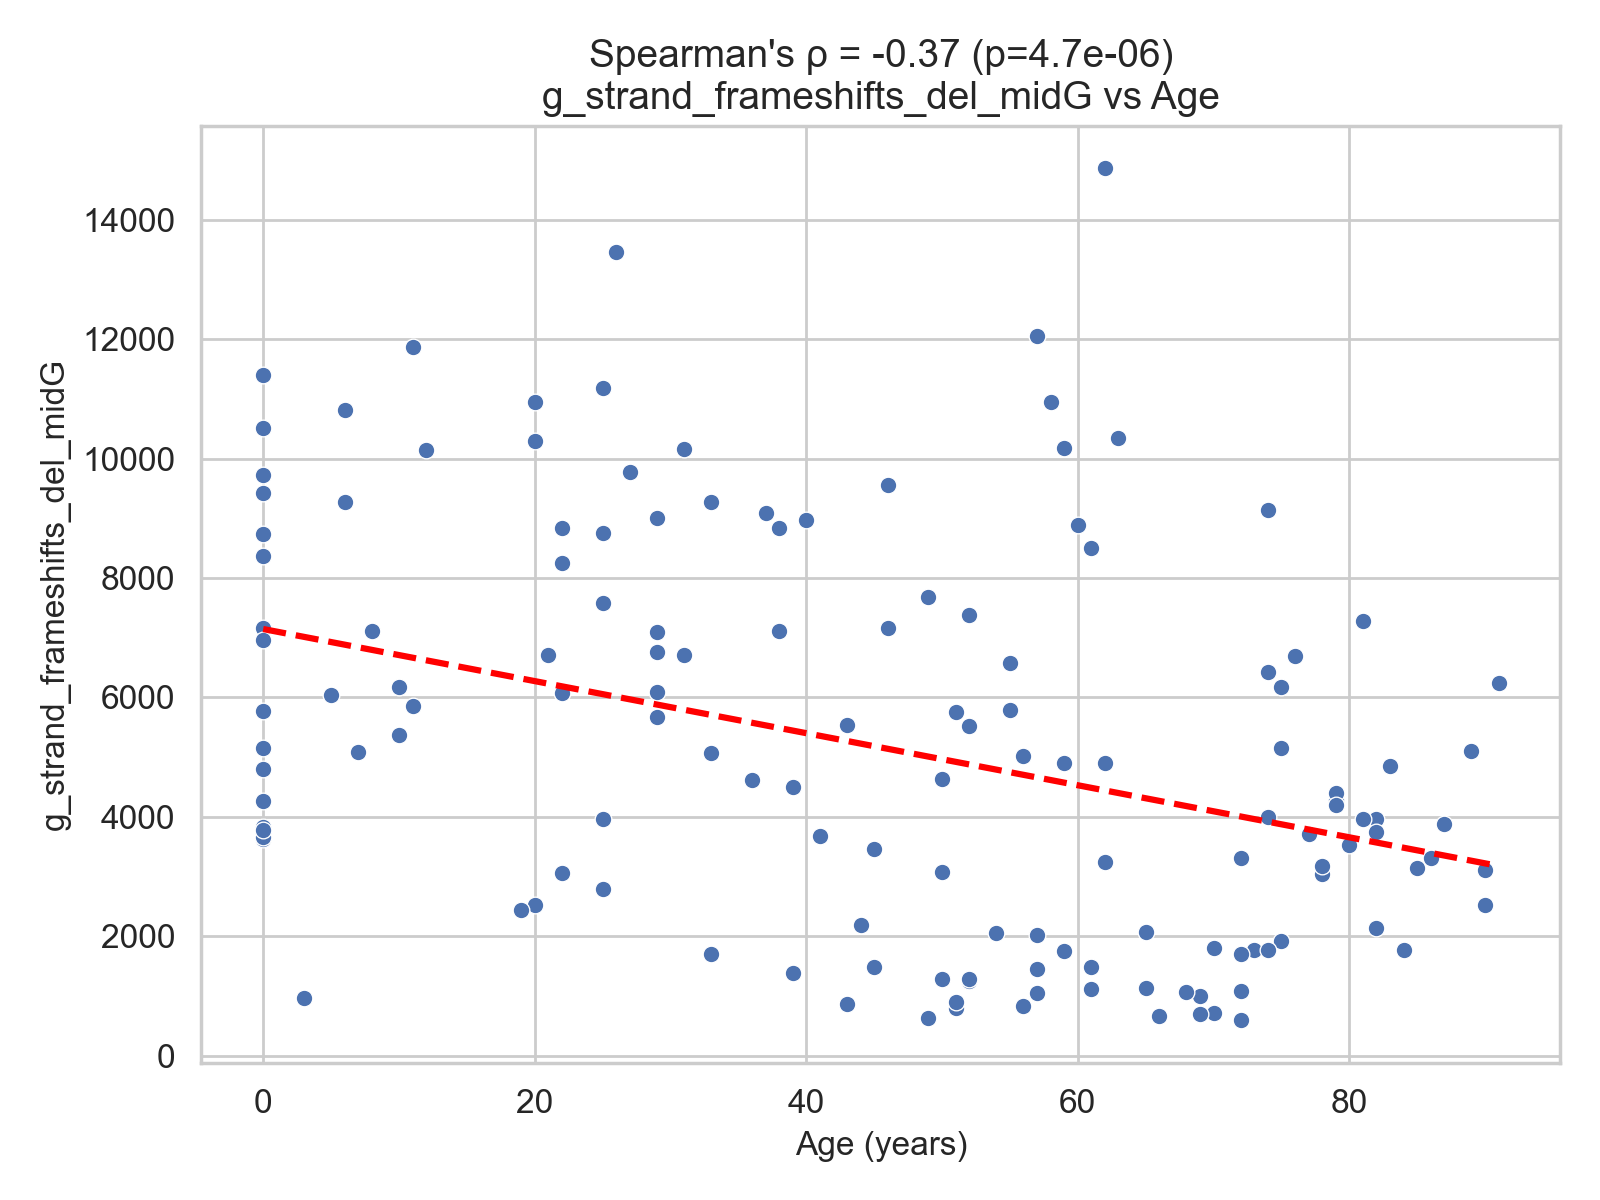 Spearman's ρ = -0.37 (p=4.7e-06)
g_strand_frameshifts_del_midG vs Age
g_strand_frameshifts_del_midG
14000
12000
10000
8000
6000
4000
2000
0
0 20 40 60 80
Age (years)